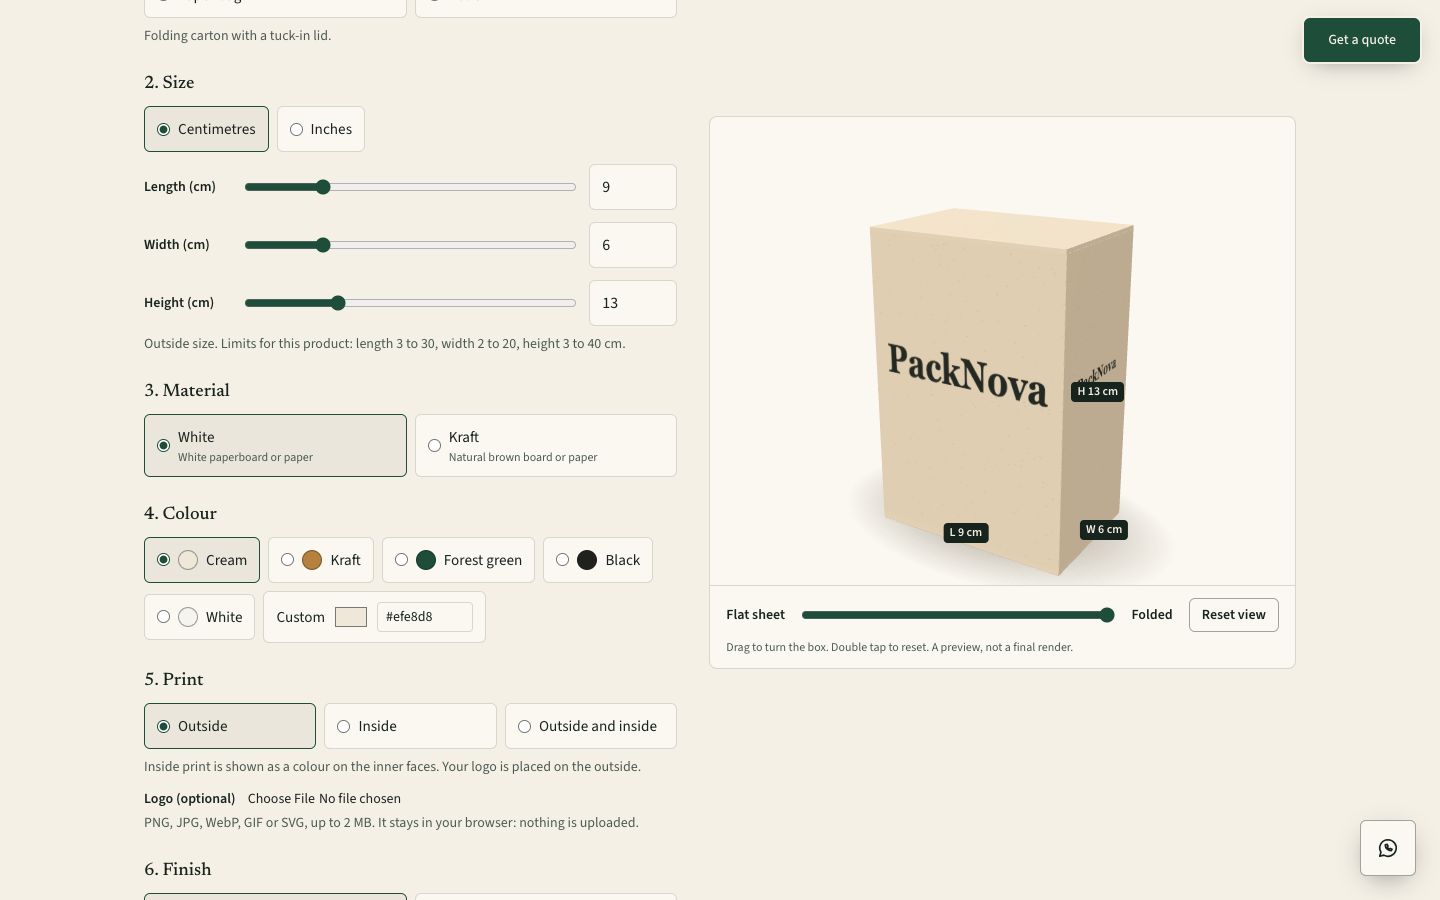 Folding carton with a tuck-in lid.
Get a quote
2. Size
Centimetres
Inches
Length (cm)
9
Width (cm)
6
Height (cm)
13
Outside size. Limits for this product: length 3 to 30, width 2 to 20, height 3 to 40 cm.
3. Material
White
White paperboard or paper
Kraft
Natural brown board or paper
4. Colour
Cream
Kraft
Forest green
Black
White
Custom
#efe8d8
5. Print
Outside
Inside
Outside and inside
Inside print is shown as a colour on the inner faces. Your logo is placed on the outside.
Logo (optional)
Choose File No file chosen
PNG, JPG, WebP, GIF or SVG, up to 2 MB. It stays in your browser: nothing is uploaded.
6. Finish
PackNova
PackNova
H 13 cm
L 9 cm
W 6 cm
Flat sheet
Folded
Reset view
Drag to turn the box. Double tap to reset. A preview, not a final render.